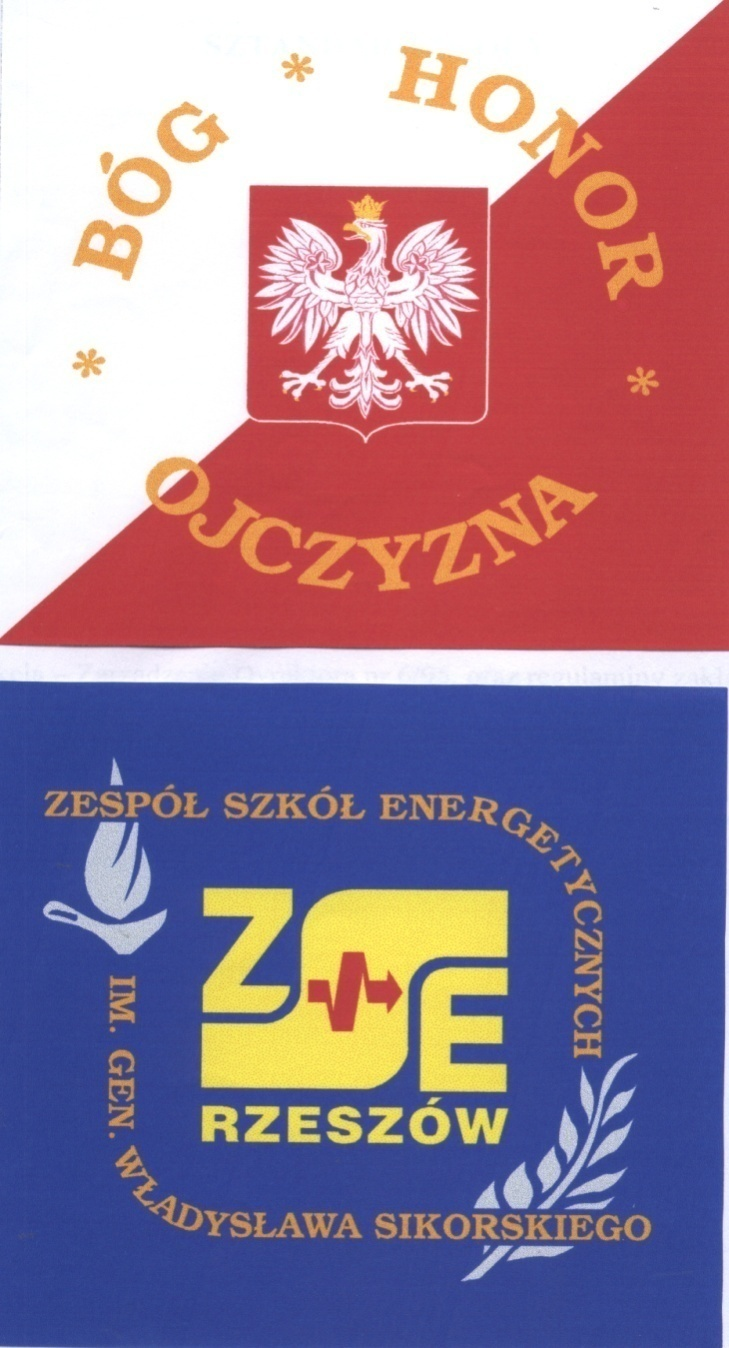 BÓG * HONOR
* OJCZYZNA *
ZESPÓŁ SZKÓŁ ENERGETYCZNYCH
ZSE
RZESZÓW
IM. GEN. WŁADYSŁAWA SIKORSKIEGO